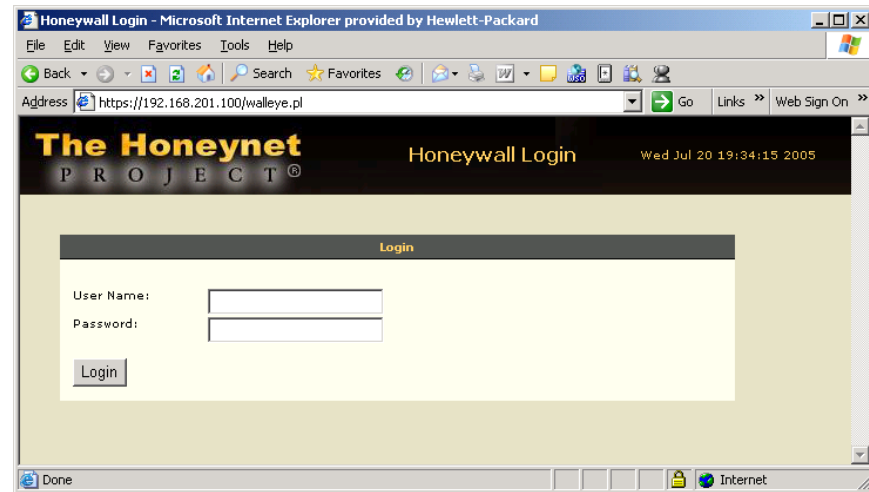 Honeywall Login - Microsoft Internet Explorer provided by Hewlett-Packard
File Edit View Favorites Tools Help
Back Search Favorites
Address https://192.168.201.100/walleye.pl Go Links » Web Sign On »
The Honeynet
PROJECT®
Honeywall Login
Wed Jul 20 19:34:15 2005
Login
User Name:
Password:
Login
Done Internet